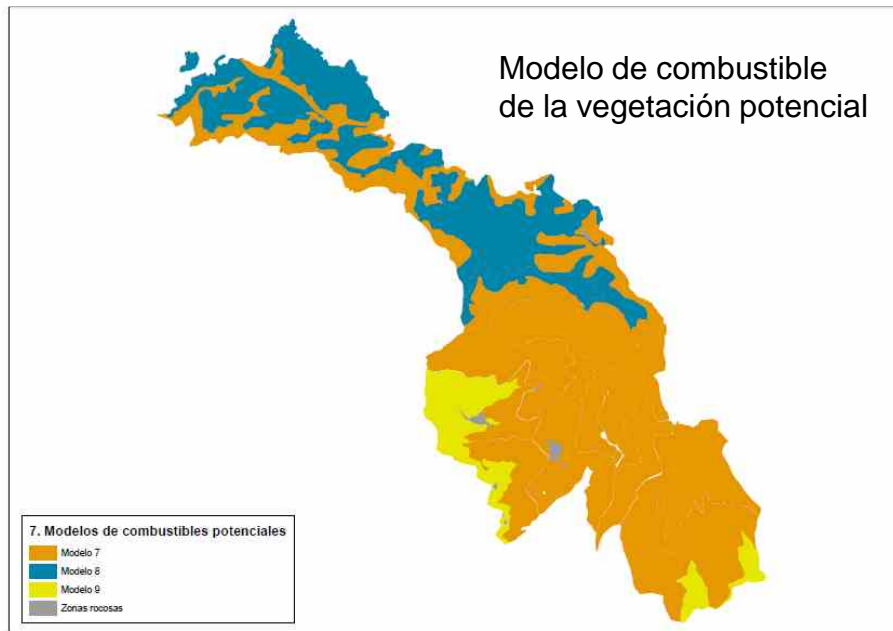 Modelo de combustible
de la vegetación potencial
7. Modelos de combustibles potenciales
Modelo 7
Modelo 8
Modelo 9
Zonas rocosas